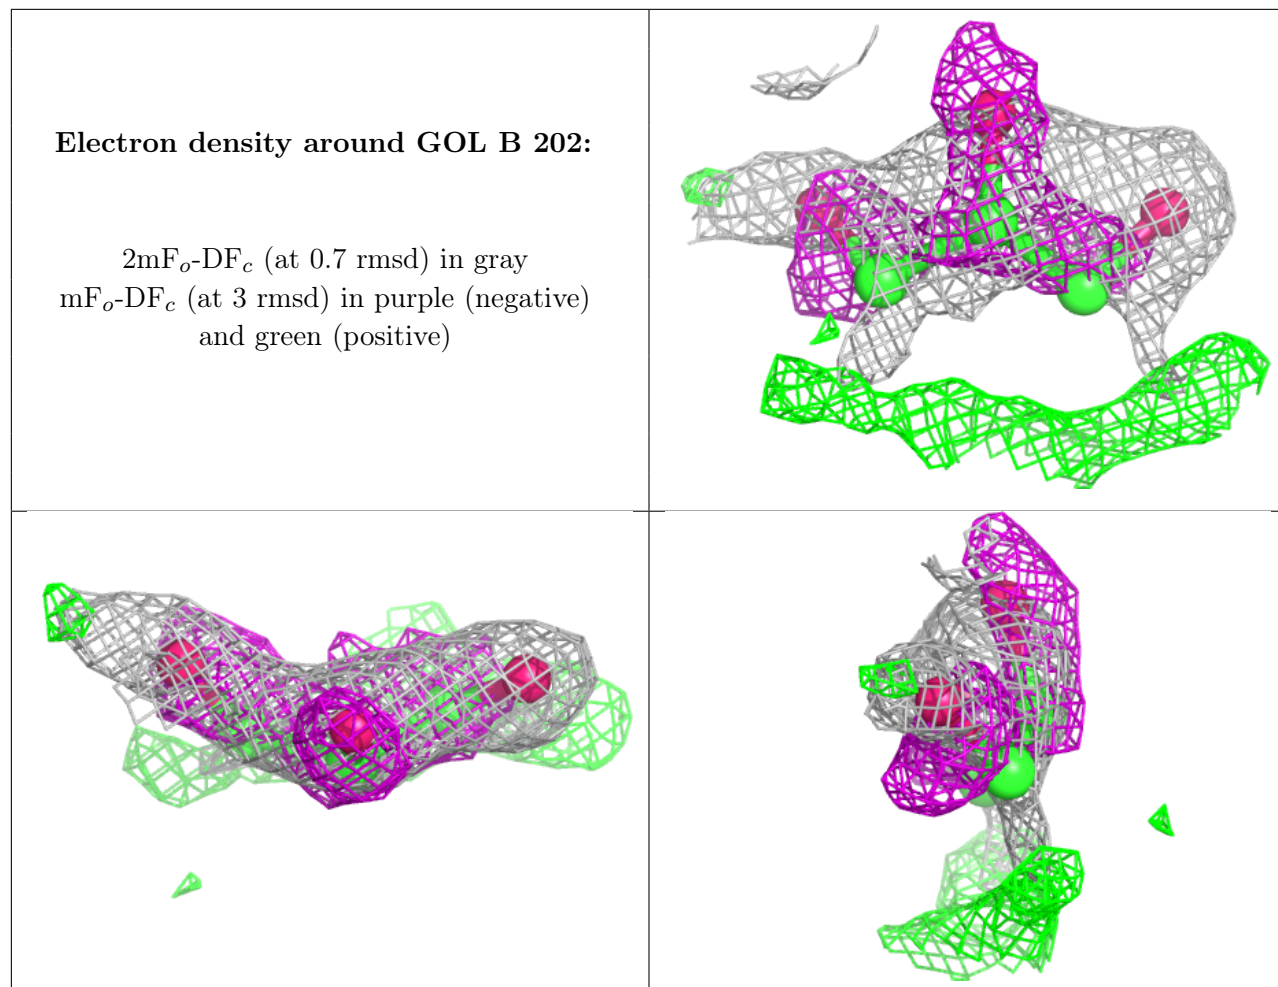 Electron density around GOL B 202:
2mFo-DFc (at 0.7 rmsd) in gray
mFo-DFc (at 3 rmsd) in purple (negative)
and green (positive)